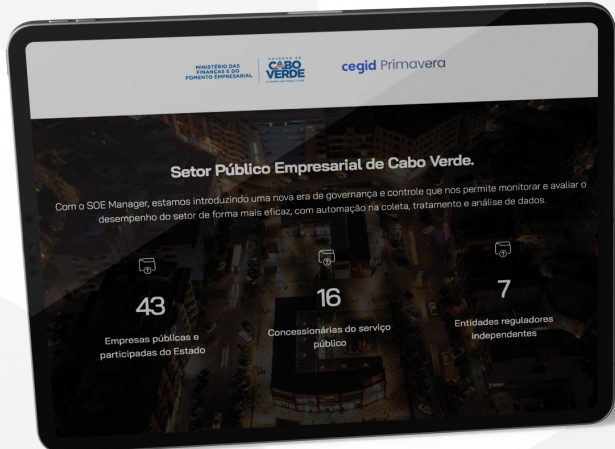 MINISTÉRIO DAS
FINANÇAS E DO
FOMENTO EMPRESARIAL
GOVERNO DE
CABO
VERDE
cegid Primavera
Setor Público Empresarial de Cabo Verde.
Com o SOE Manager, estamos introduzindo uma nova era de governança e controle que nos permite monitorar e avaliar o
desempenho do setor de forma mais eficaz, com automação na coleta, tratamento e análise de dados.
43
Empresas públicas e
participadas do Estado
16
Concessionárias do serviço
público
7
Entidades reguladores
independentes